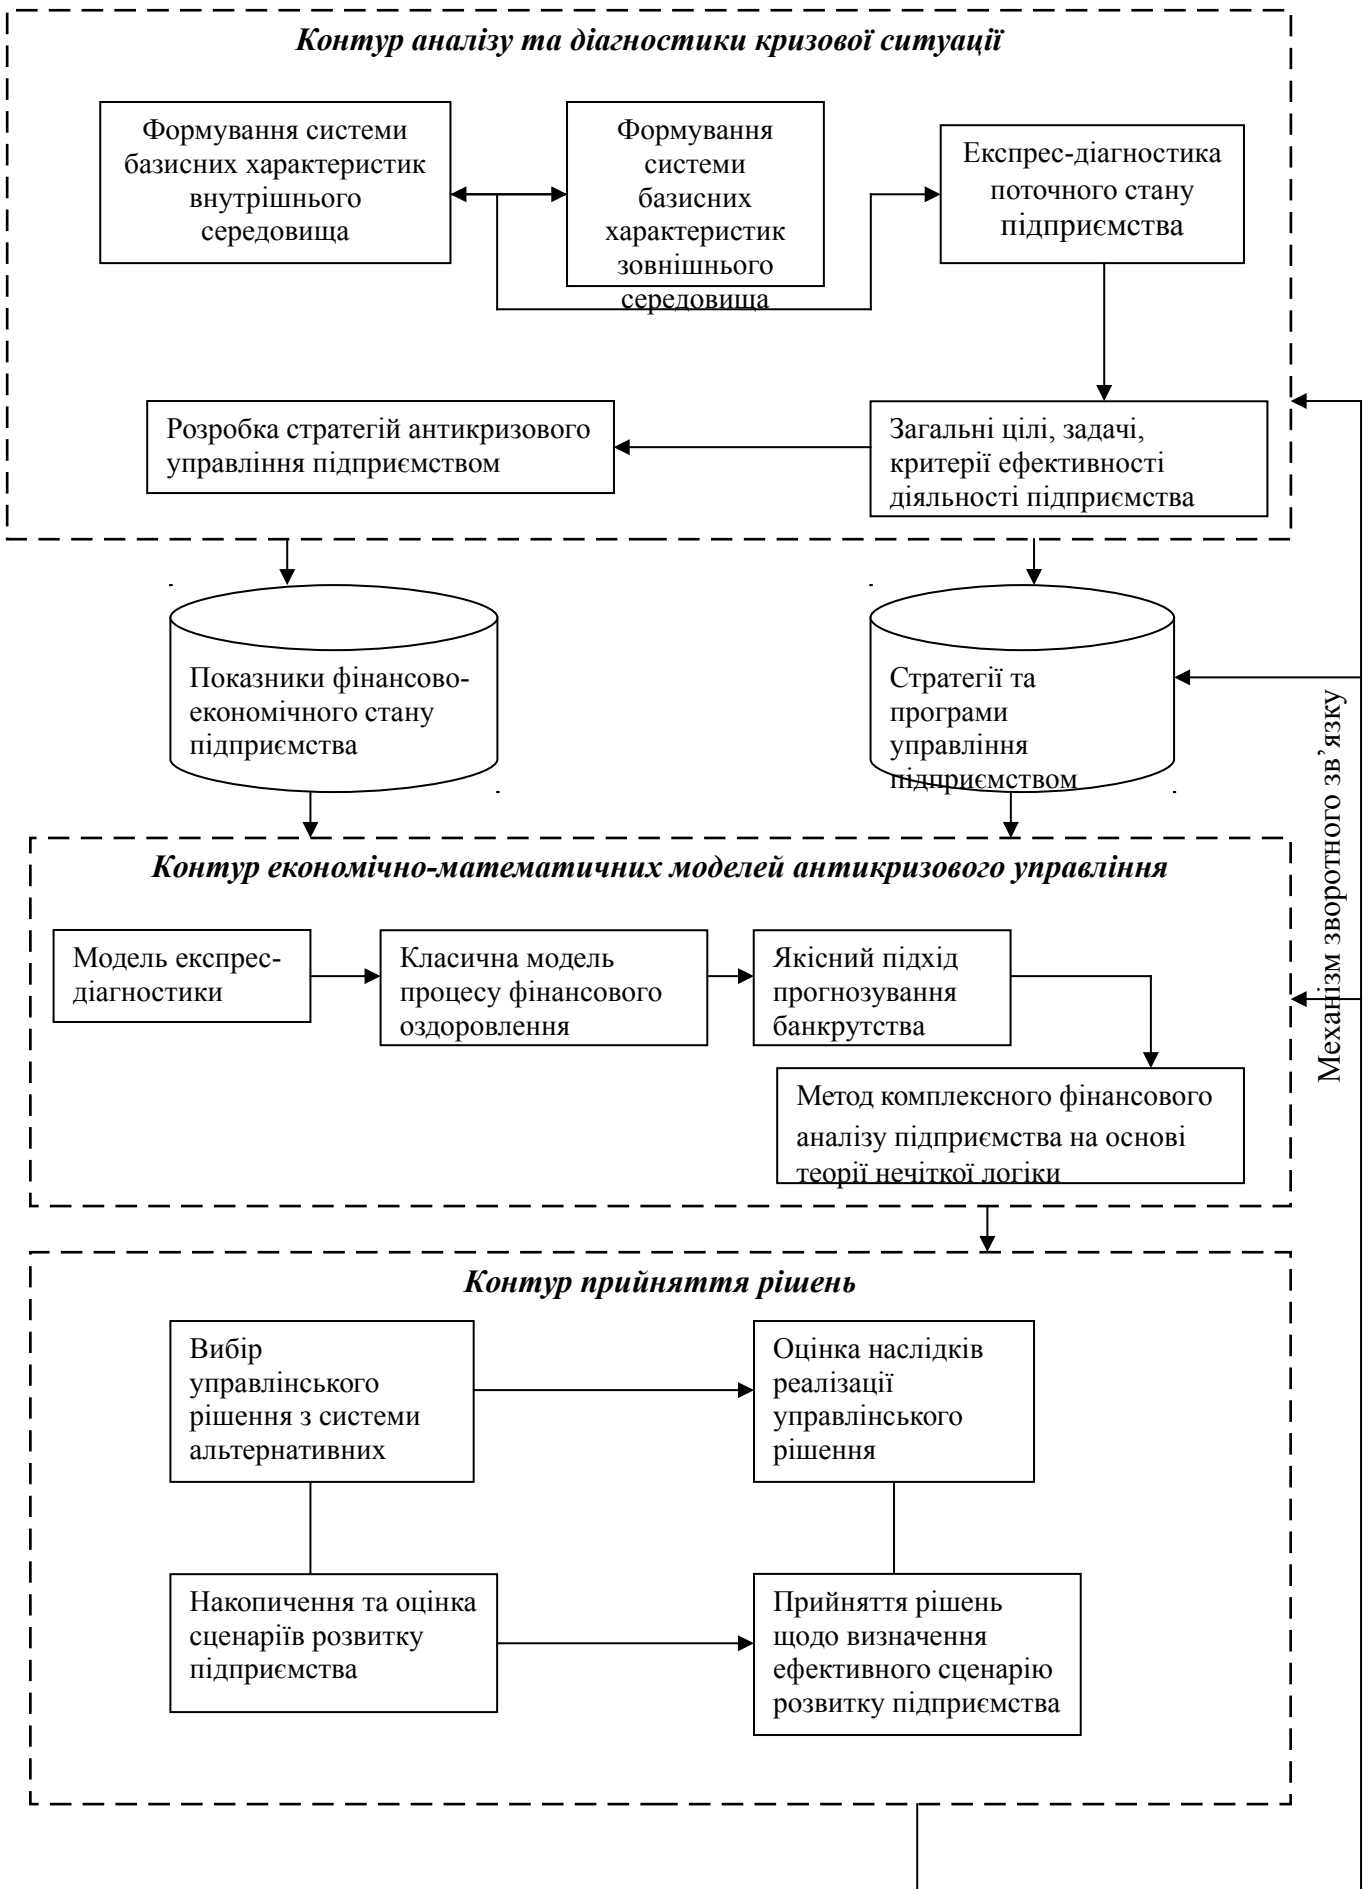 Контур аналізу та діагностики кризової ситуації
Формування системи
базисних характеристик
внутрішнього
середовища
Формування
системи
базисних
характеристик
зовнішнього
середовища
Експрес-діагностика
поточного стану
підприємства
Розробка стратегій антикризового
управління підприємством
Загальні цілі, задачі,
критерії ефективності
діяльності підприємства
Показники фінансово-
економічного стану
підприємства
Стратегії та
програми
управління
підприємством
Механізм зворотного зв’язку
Контур економічно-математичних моделей антикризового управління
Модель експрес-
діагностики
Класична модель
процесу фінансового
оздоровлення
Якісний підхід
прогнозування
банкрутства
Метод комплексного фінансового
аналізу підприємства на основі
теорії нечіткої логіки
Контур прийняття рішень
Вибір
управлінського
рішення з системи
альтернативних
Оцінка наслідків
реалізації
управлінського
рішення
Накопичення та оцінка
сценаріїв розвитку
підприємства
Прийняття рішень
щодо визначення
ефективного сценарію
розвитку підприємства